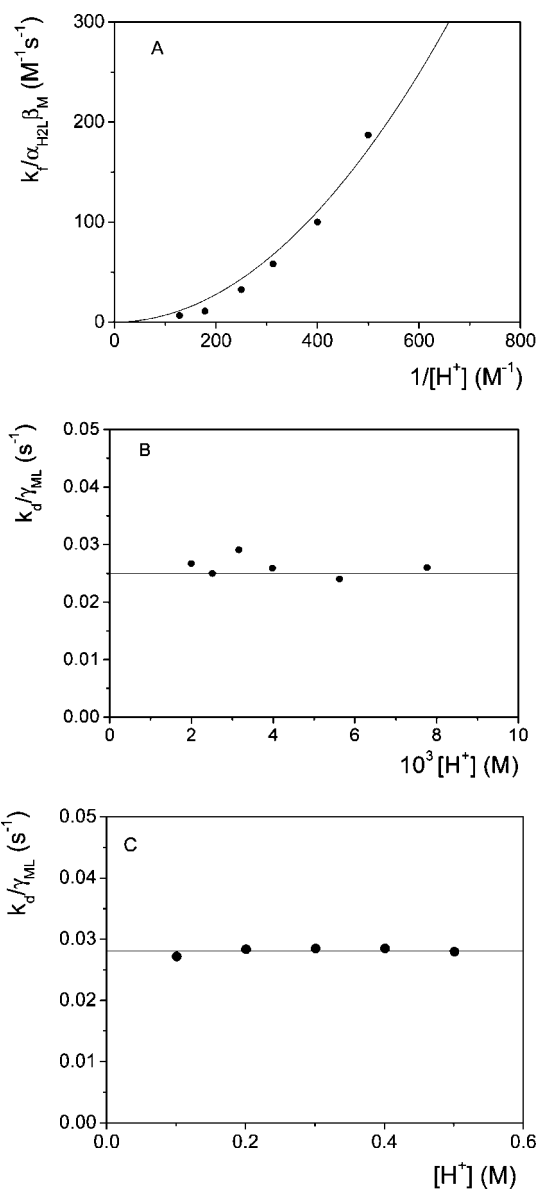 A
k_f/α_H2L β_M (M⁻¹s⁻¹)
300
200
100
0
0 200 400 600 800
1/[H⁺] (M⁻¹)
B
k_d/γ_ML (s⁻¹)
0.05
0.04
0.03
0.02
0.01
0.00
0 2 4 6 8 10
10³ [H⁺] (M)
C
k_d/γ_ML (s⁻¹)
0.05
0.04
0.03
0.02
0.01
0.00
0.0 0.2 0.4 0.6
[H⁺] (M)